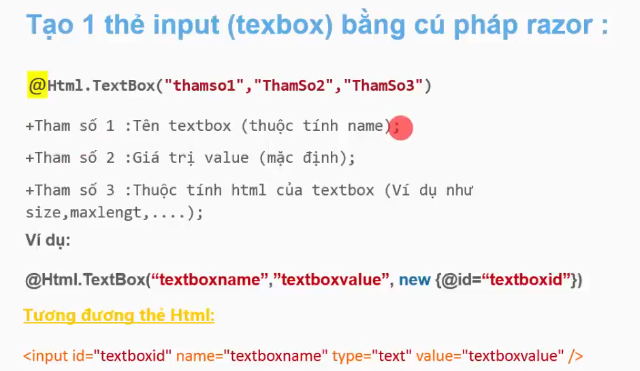 Tạo 1 thẻ input (texbox) bằng cú pháp razor :
@Html.TextBox("thamso1","ThamSo2","ThamSo3")
+Tham số 1 :Tên textbox (thuộc tính name);
+Tham số 2 :Giá trị value (mặc định);
+Tham số 3 :Thuộc tính html của textbox (Ví dụ như
size,maxlengt,....);
Ví dụ:
@Html.TextBox(“textboxname”,”textboxvalue”, new {@id=“textboxid”})
Tương đương thẻ Html:
<input id="textboxid" name="textboxname" type="text" value="textboxvalue" />